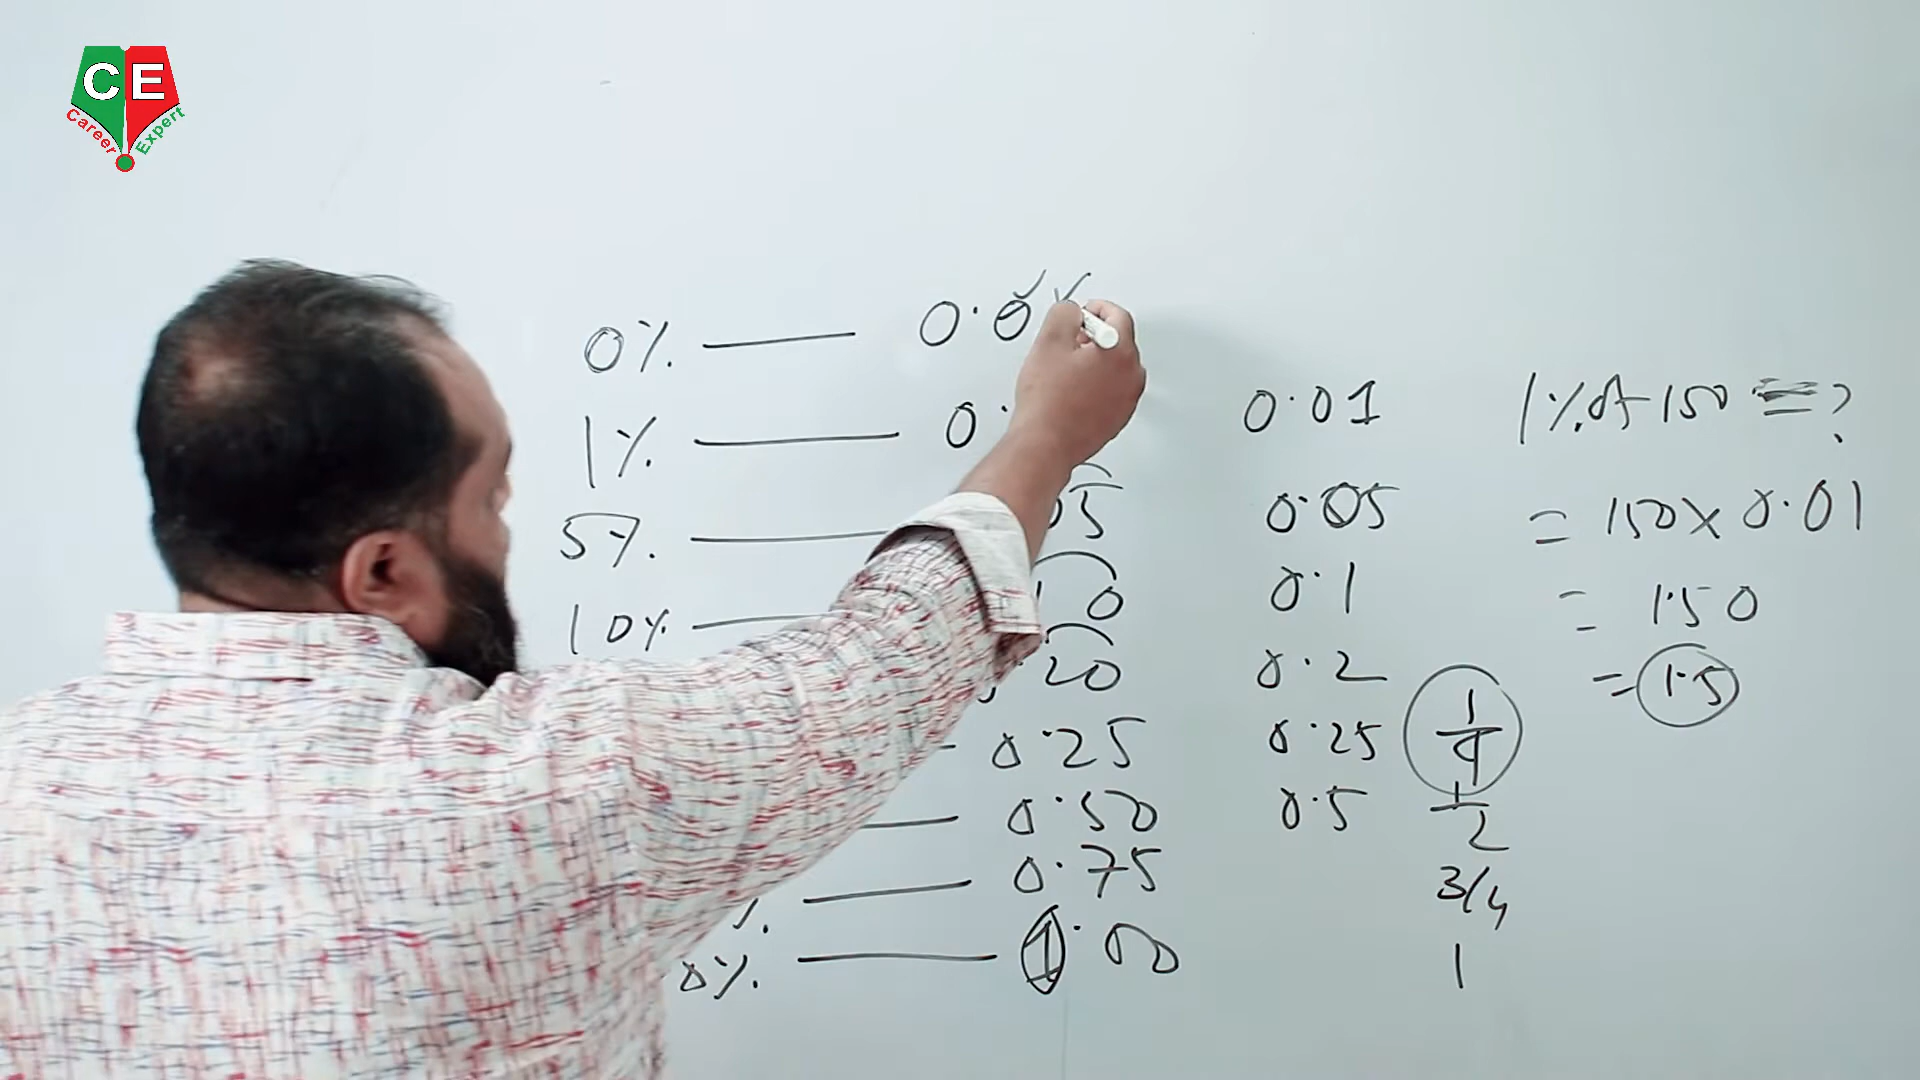 CE
Career Expert
0% — 0.0
1% — 0. 0.01 1% of 150 = ?
5% — 05 0.05 = 150 x 0.01
10% — 10 0.1 = 1.50
20 0.2 = 1.5
0.25 0.25 1/4
0.50 0.5 1/2
0.75 3/4
0% — 1.00 1